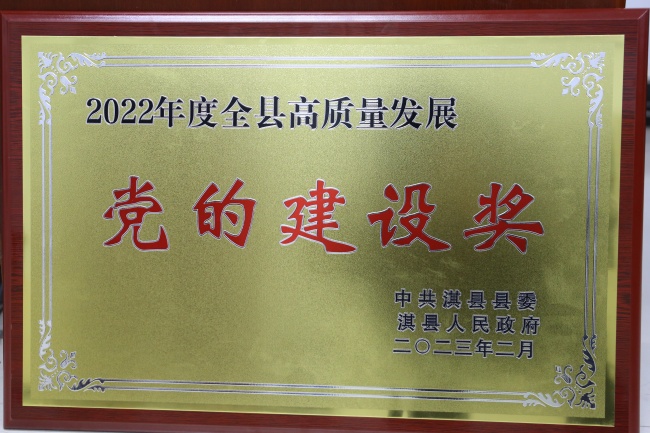 2022年度全县高质量发展
党的建设奖
中共淇县县委
淇县人民政府
二〇二三年二月